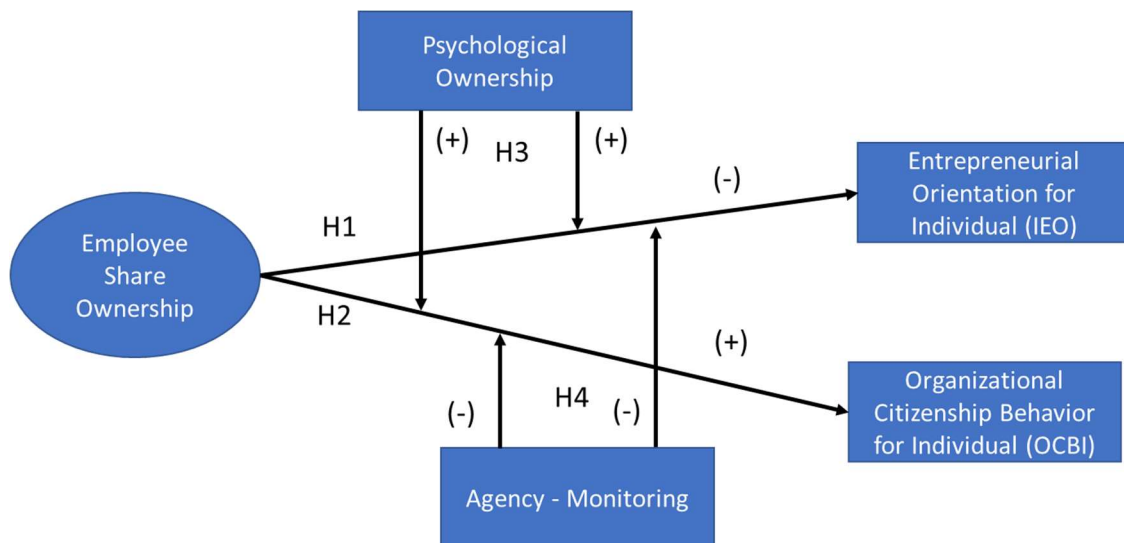 Psychological
Ownership
(+)
H3
(+)
(-)
Entrepreneurial
Orientation for
Individual (IEO)
H1
Employee
Share
Ownership
H2
(+)
Organizational
Citizenship Behavior
for Individual (OCBI)
(-)
H4
(-)
Agency - Monitoring